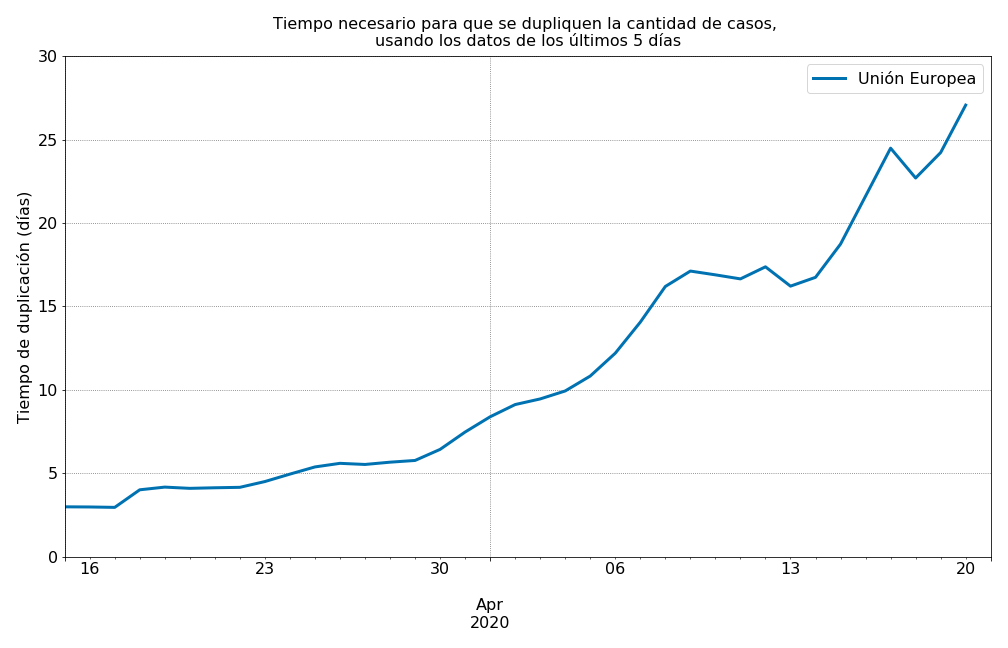 Tiempo necesario para que se dupliquen la cantidad de casos,
usando los datos de los últimos 5 días
Unión Europea
Tiempo de duplicación (días)
30
25
20
15
10
5
0
16 23 30 06 13 20
Apr
2020